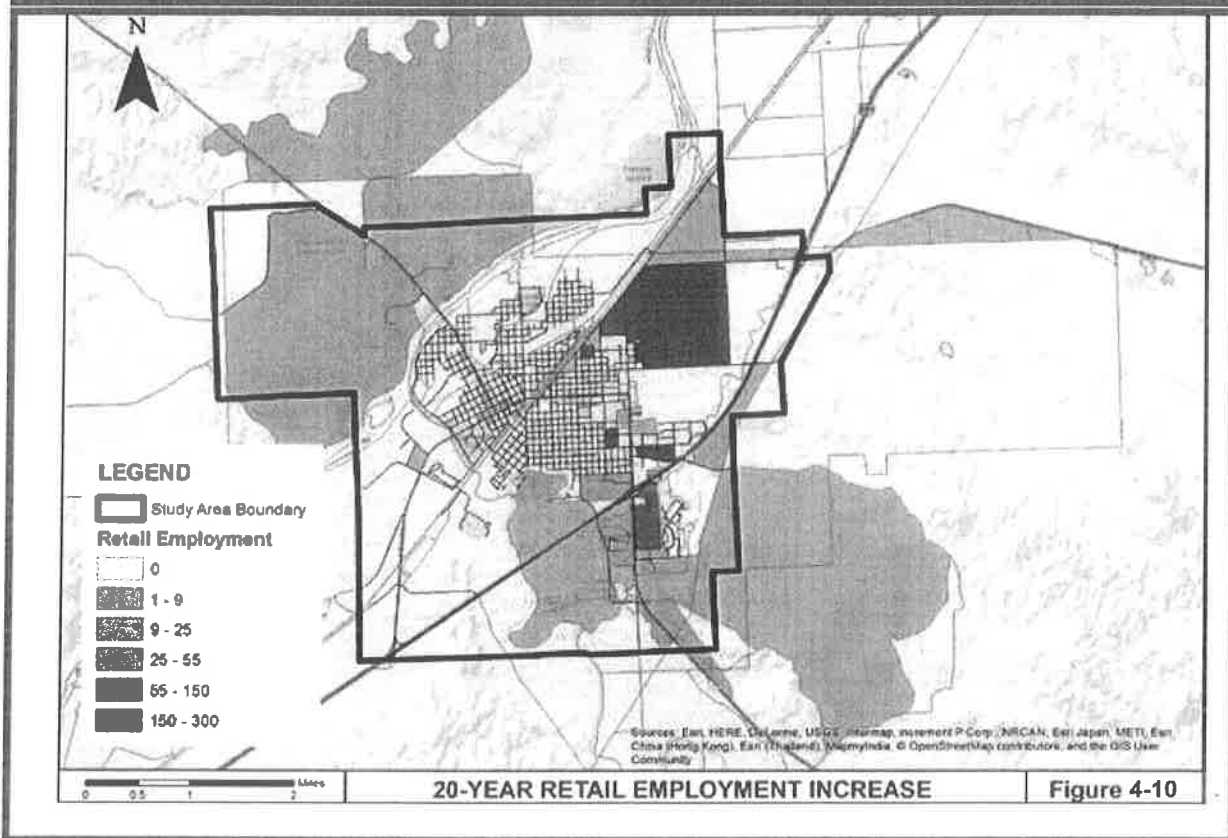 N
LEGEND
Study Area Boundary
Retail Employment
0
1 - 9
9 - 25
25 - 55
55 - 150
150 - 300
Sources: Esri, HERE, DeLorme, USGS, Intermap, increment P Corp., NRCAN, Esri Japan, METI, Esri
China (Hong Kong), Esri (Thailand), MapmyIndia, © OpenStreetMap contributors, and the GIS User
Community
Miles
0 0.5 1 2
20-YEAR RETAIL EMPLOYMENT INCREASE
Figure 4-10